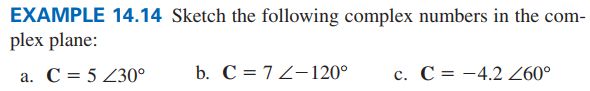 EXAMPLE 14.14 Sketch the following complex numbers in the com-
plex plane:
a. C = 5 ∠30° b. C = 7 ∠−120° c. C = −4.2 ∠60°